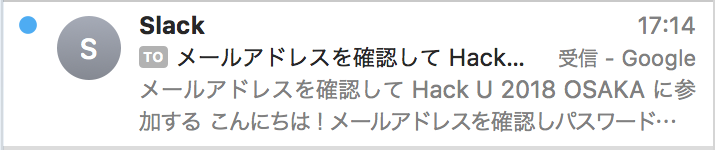 S
Slack 17:14
TO メールアドレスを確認して Hack... 受信 - Google
メールアドレスを確認して Hack U 2018 OSAKA に参
加する こんにちは！メールアドレスを確認しパスワード…